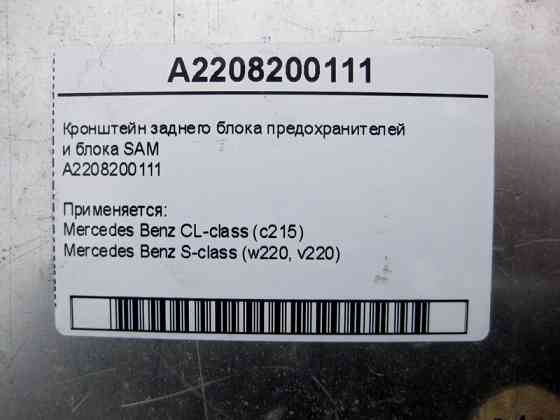 A2208200111
Кронштейн заднего блока предохранителей
и блока SAM
A2208200111
Применяется:
Mercedes Benz CL-class (c215)
Mercedes Benz S-class (w220, v220)